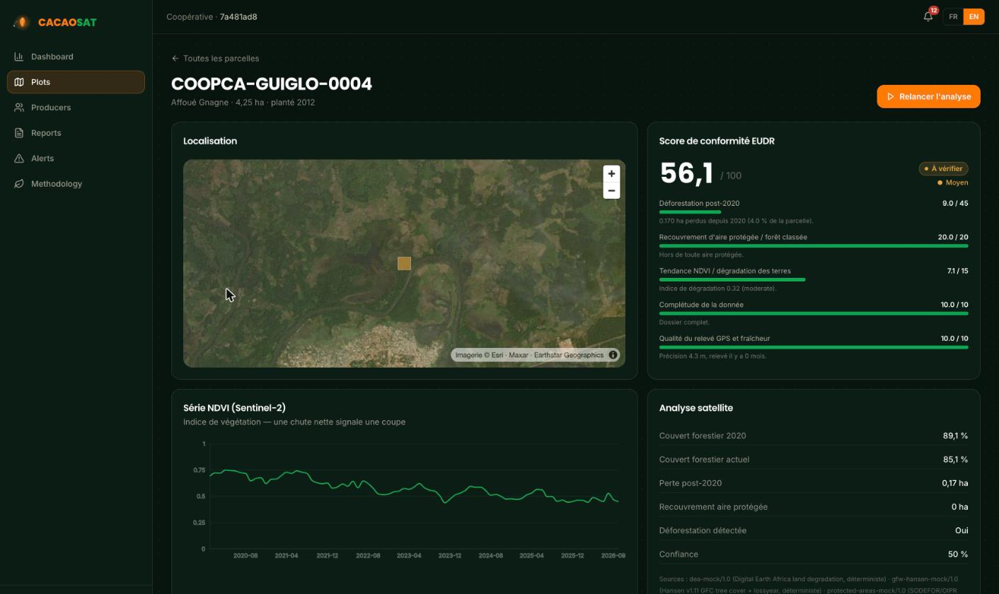 CACAOSAT
Coopérative · 7a481ad8
12
FR
EN
Dashboard
Plots
Producers
Reports
Alerts
Methodology
← Toutes les parcelles
COOPCA-GUIGLO-0004
Affoué Gnagne · 4,25 ha · planté 2012
Relancer l'analyse
Localisation
+
−
Imagerie © Esri · Maxar · Earthstar Geographics
Score de conformité EUDR
56,1 / 100
À vérifier
Moyen
Déforestation post-2020 9.0 / 45
0.170 ha perdus depuis 2020 (4.0 % de la parcelle).
Recouvrement d'aire protégée / forêt classée 20.0 / 20
Hors de toute aire protégée.
Tendance NDVI / dégradation des terres 7.1 / 15
Indice de dégradation 0.32 (moderate).
Complétude de la donnée 10.0 / 10
Dossier complet.
Qualité du relevé GPS et fraîcheur 10.0 / 10
Précision 4.3 m, relevé il y a 0 mois.
Série NDVI (Sentinel-2)
Indice de végétation — une chute nette signale une coupe
1
0.75
0.5
0.25
0
2020-08 2021-04 2021-12 2022-08 2023-04 2023-12 2024-08 2025-04 2025-12 2026-09
Analyse satellite
Couvert forestier 2020 89,1 %
Couvert forestier actuel 85,1 %
Perte post-2020 0,17 ha
Recouvrement aire protégée 0 ha
Déforestation détectée Oui
Confiance 50 %
Sources : dea-mock/1.0 (Digital Earth Africa land degradation, déterministe) · gfw-hansen-mock/1.0
(Hansen v1.11 GFC tree cover + lossyear, déterministe) · protected-areas-mock/1.0 (SODEFOR/OIPR